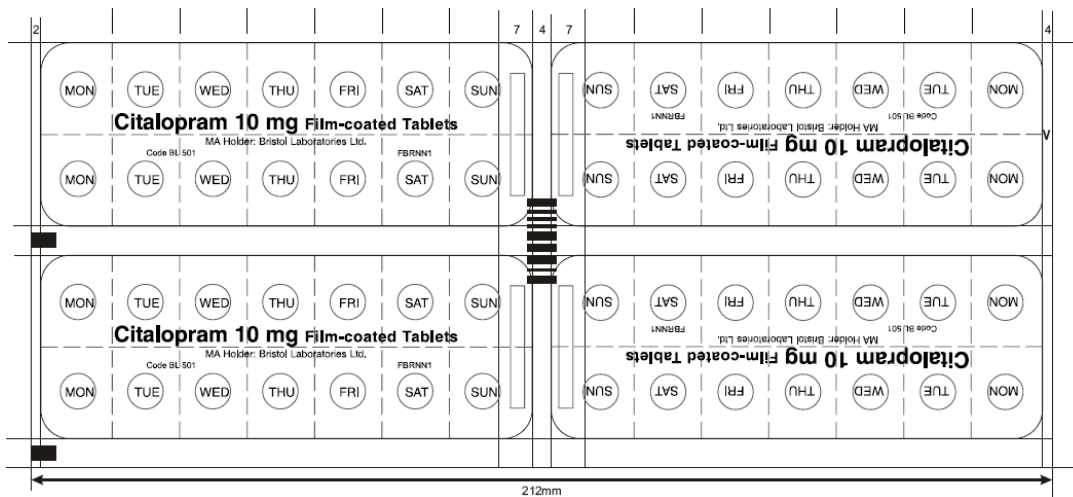 2 7 4 7 4
MON TUE WED THU FRI SAT SUN SUN SAT FRI THU WED TUE MON
Citalopram 10 mg Film-coated Tablets
MA Holder: Bristol Laboratories Ltd.
Code BL 501 FBRNN1
MON TUE WED THU FRI SAT SUN
FBRNN1 Code BL 501
MA Holder: Bristol Laboratories Ltd.
Citalopram 10 mg Film-coated Tablets
V
SUN SAT FRI THU WED TUE MON
MON TUE WED THU FRI SAT SUN SUN SAT FRI THU WED TUE MON
Citalopram 10 mg Film-coated Tablets
MA Holder: Bristol Laboratories Ltd.
Code BL 501 FBRNN1
MON TUE WED THU FRI SAT SUN
FBRNN1 Code BL 501
MA Holder: Bristol Laboratories Ltd.
Citalopram 10 mg Film-coated Tablets
SUN SAT FRI THU WED TUE MON
212mm